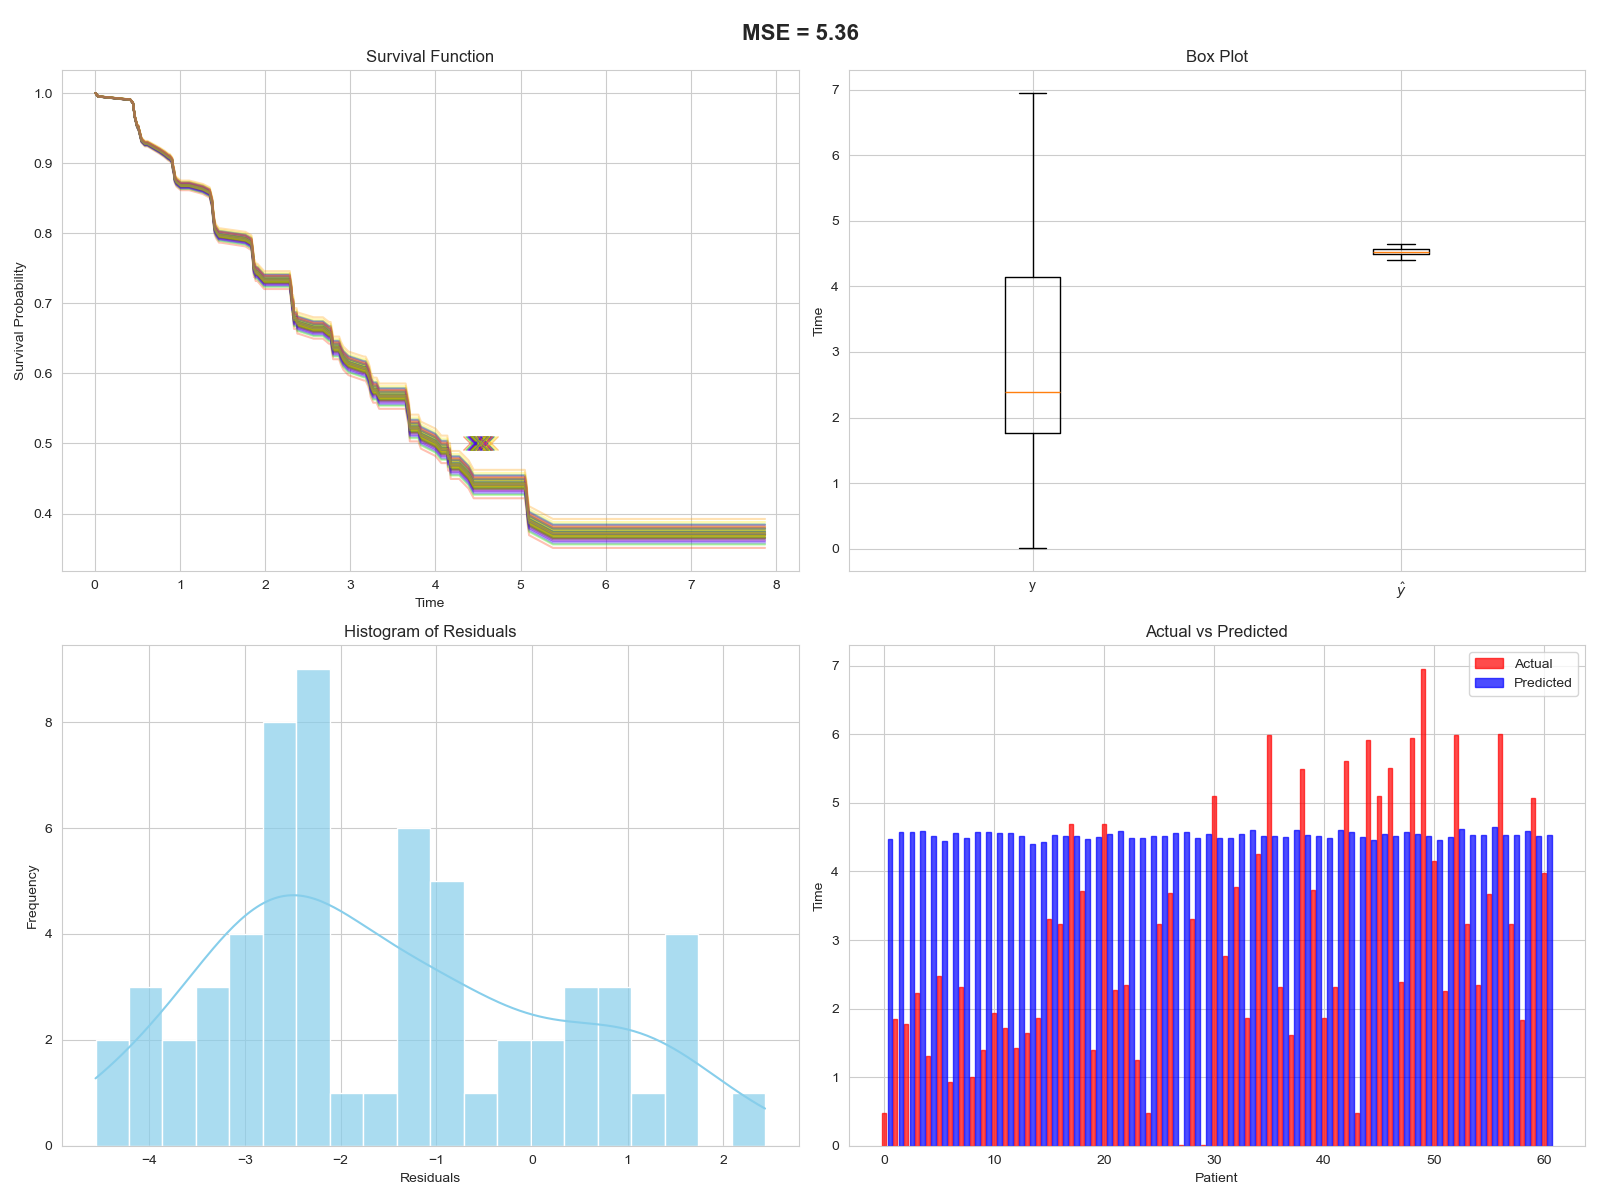 MSE = 5.36
Survival Function
Survival Probability
1.0
0.9
0.8
0.7
0.6
0.5
0.4
0 1 2 3 4 5 6 7 8
Time
Box Plot
Time
7
6
5
4
3
2
1
0
y ŷ
Histogram of Residuals
Frequency
8
6
4
2
0
−4 −3 −2 −1 0 1 2
Residuals
Actual vs Predicted
Actual
Predicted
Time
7
6
5
4
3
2
1
0
0 10 20 30 40 50 60
Patient